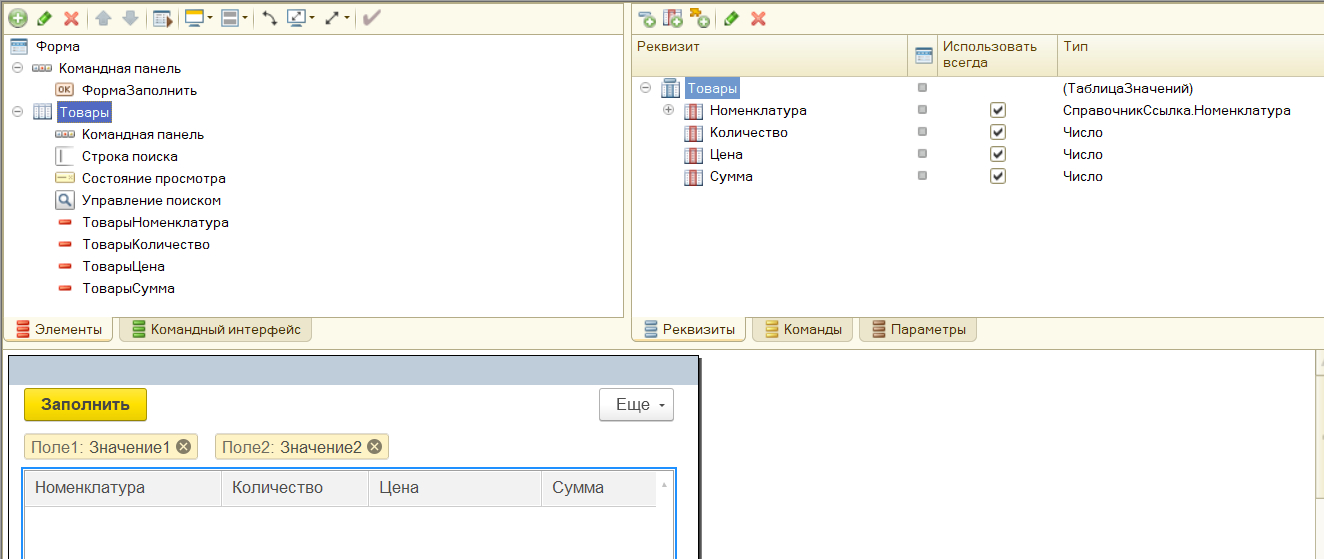 Форма
Командная панель
OK ФормаЗаполнить
Товары
Командная панель
Строка поиска
Состояние просмотра
Управление поиском
ТоварыНоменклатура
ТоварыКоличество
ТоварыЦена
ТоварыСумма
Элементы Командный интерфейс
Реквизит Использовать всегда Тип
Товары (ТаблицаЗначений)
Номенклатура СправочникСсылка.Номенклатура
Количество Число
Цена Число
Сумма Число
Реквизиты Команды Параметры
Заполнить Еще
Поле1: Значение1 Поле2: Значение2
Номенклатура Количество Цена Сумма